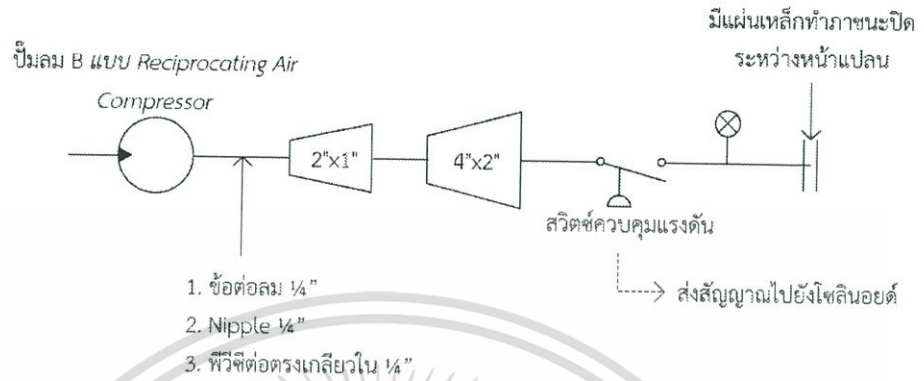 มีแผ่นเหล็กทำภาชนะปิด
ระหว่างหน้าแปลน
ปั๊มลม B แบบ Reciprocating Air
Compressor
2"x1"
4"x2"
สวิตช์ควบคุมแรงดัน
ส่งสัญญาณไปยังโซลินอยด์
1. ข้อต่อลม ¼"
2. Nipple ¼"
3. พีวีซีต่อตรงเกลียวใน ¼"